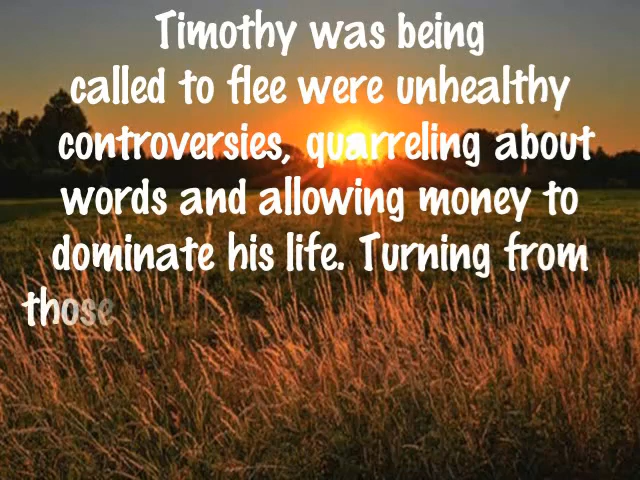 Timothy was being
called to flee were unhealthy
controversies, quarreling about
words and allowing money to
dominate his life. Turning from
those